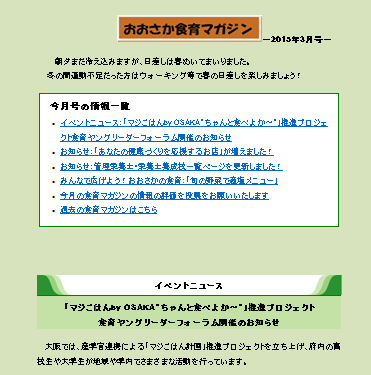 おおさか食育マガジン
―2015年3月号―
朝夕まだ冷え込みますが、日差しは春めいてまいりました。
冬の間運動不足だった方はウォーキング等で春の日差しを楽しみましょう！
今月号の情報一覧
イベントニュース：「マジごはんby OSAKA"ちゃんと食べよか～"」推進プロジェ
クト食育ヤングリーダーフォーラム開催のお知らせ
お知らせ：「あなたの健康づくりを応援するお店」が増えました！
お知らせ：管理栄養士・栄養士養成校一覧ページを更新しました！
みんなで広げよう！おおさかの食育：「旬の野菜で減塩メニュー」
今月の食育マガジンの情報の評価を投票をお願いいたします
過去の食育マガジンはこちら
イベントニュース
「マジごはんby OSAKA"ちゃんと食べよか～"」推進プロジェクト
食育ヤングリーダーフォーラム開催のお知らせ
大阪では、産学官連携による「マジごはん計画」推進プロジェクトを立ち上げ、府内の高
校生や大学生が地域や学内でさまざまな活動を行っています。